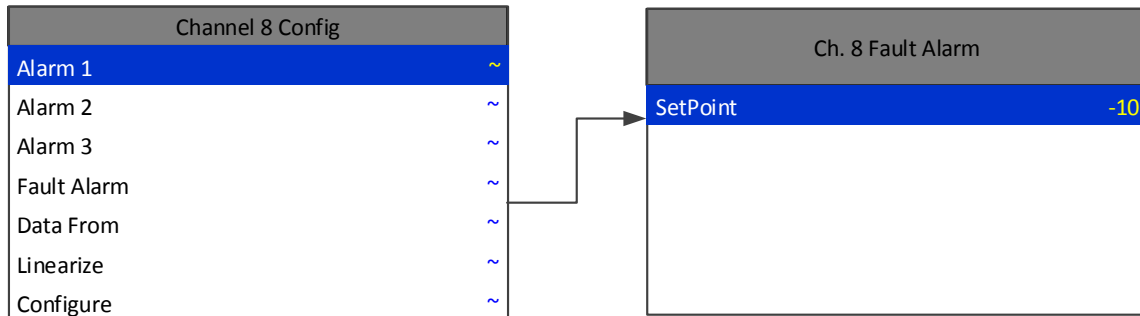 Channel 8 Config
Alarm 1 ~
Alarm 2 ~
Alarm 3 ~
Fault Alarm ~
Data From ~
Linearize ~
Configure ~
Ch. 8 Fault Alarm
SetPoint -10